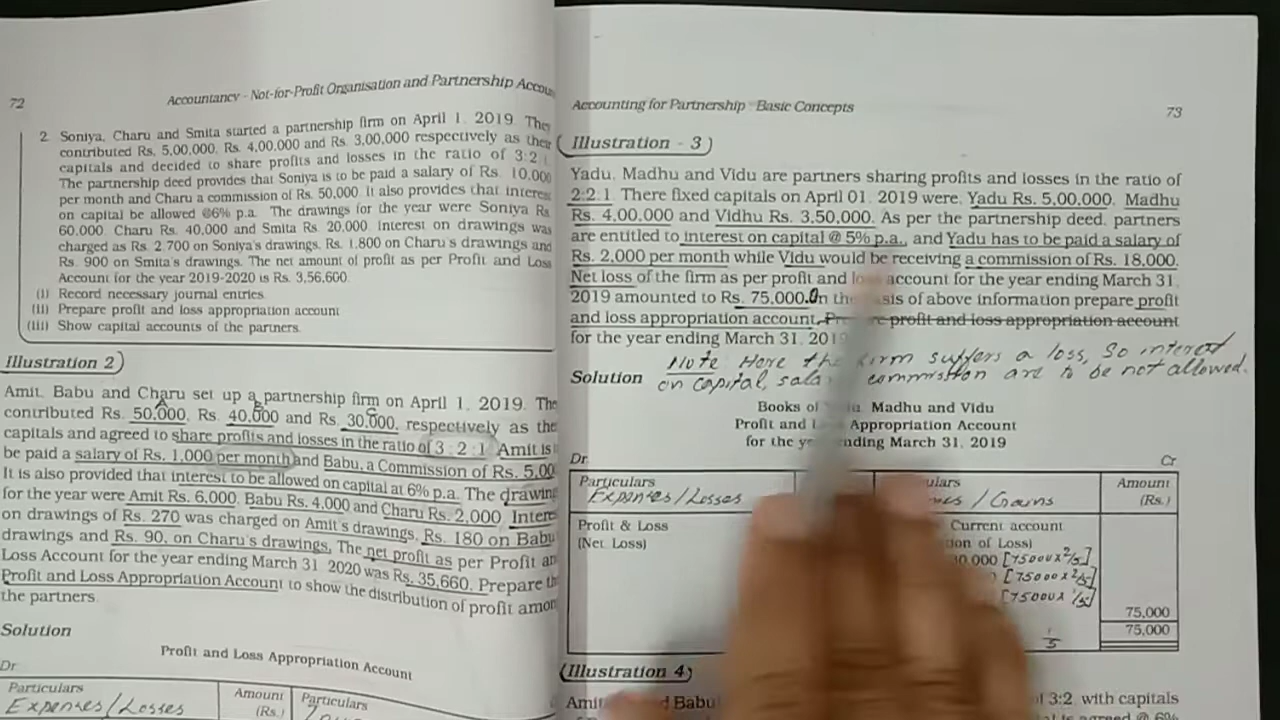 72
Accountancy - Not-for-Profit Organisation and Partnership
2. Soniya, Charu and Smita started a partnership firm on April 1, 2019. They
contributed Rs. 5,00,000, Rs. 4,00,000 and Rs. 3,00,000 respectively as their
capitals and decided to share profits and losses in the ratio of 3:2:
The partnership deed provides that Soniya is to be paid a salary of Rs. 10,000
per month and Charu a commission of Rs. 50,000. It also provides that interest
on capital be allowed @6% p.a. The drawings for the year were Soniya Rs.
60,000, Charu Rs. 40,000 and Smita Rs. 20,000. Interest on drawings was
charged as Rs. 2,700 on Soniya's drawings, Rs. 1,800 on Charu's drawings and
Rs. 900 on Smita's drawings. The net amount of profit as per Profit and Loss
Account for the year 2019-2020 is Rs. 3,56,600.
(i) Record necessary journal entries.
(ii) Prepare profit and loss appropriation account
(iii) Show capital accounts of the partners.
Illustration 2
Amit, Babu and Charu set up a partnership firm on April 1, 2019. They
contributed Rs. 50,000, Rs. 40,000 and Rs. 30,000, respectively as their
capitals and agreed to share profits and losses in the ratio of 3 : 2 : 1. Amit is
be paid a salary of Rs. 1,000 per month and Babu, a Commission of Rs. 5,00
It is also provided that interest to be allowed on capital at 6% p.a. The drawing
for the year were Amit Rs. 6,000, Babu Rs. 4,000 and Charu Rs. 2,000. Interes
on drawings of Rs. 270 was charged on Amit's drawings, Rs. 180 on Babu
drawings and Rs. 90, on Charu's drawings. The net profit as per Profit an
Loss Account for the year ending March 31 2020 was Rs. 35,660. Prepare th
Profit and Loss Appropriation Account to show the distribution of profit amon
the partners.
Solution
Profit and Loss Appropriation Account
Dr
Particulars Amount (Rs.) Particulars
Expenses/Losses
Accounting for Partnership : Basic Concepts
73
Illustration - 3
Yadu, Madhu and Vidu are partners sharing profits and losses in the ratio of
2:2:1. There fixed capitals on April 01, 2019 were, Yadu Rs. 5,00,000, Madhu
Rs. 4,00,000 and Vidhu Rs. 3,50,000. As per the partnership deed, partners
are entitled to interest on capital @ 5% p.a., and Yadu has to be paid a salary of
Rs. 2,000 per month while Vidu would be receiving a commission of Rs. 18,000.
Net loss of the firm as per profit and account for the year ending March 31,
2019 amounted to Rs. 75,000. On the of above information prepare profit
and loss appropriation account. profit and loss appropriation account
for the year ending March 31,
Note Here the firm suffers a loss, so interest
Solution on capital, commission are to be not allowed.
Books of Madhu and Vidu
Profit and Appropriation Account
for the ending March 31, 2019
Dr. Cr
Particulars Amount
Expenses/Losses /Gains (Rs.)
Profit & Loss Current account
(Net Loss) of Loss)
[75000x2/5]
[75000x2/5]
[75000x1/5]
75,000
75,000
1/5
Illustration 4
Babu of 3:2, with capitals